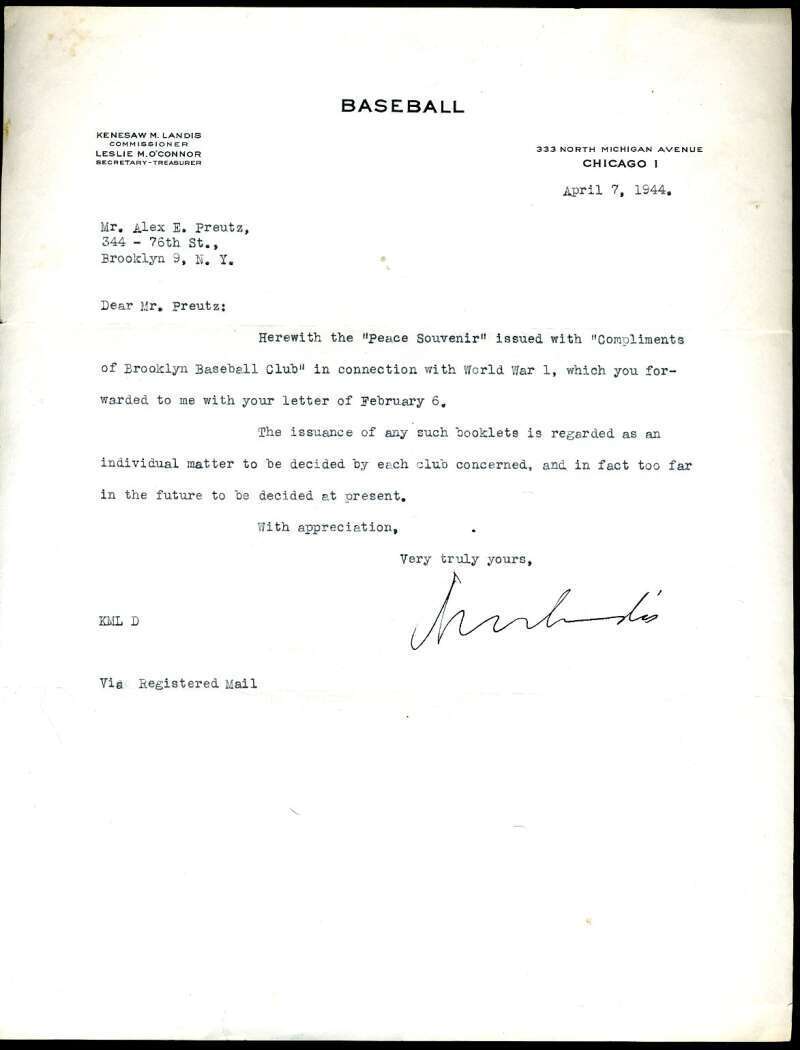 BASEBALL
KENESAW M. LANDIS
COMMISSIONER
LESLIE M. O'CONNOR
SECRETARY-TREASURER
333 NORTH MICHIGAN AVENUE
CHICAGO 1
April 7, 1944.
Mr. Alex E. Preutz,
344 - 76th St.,
Brooklyn 9, N. Y.
Dear Mr. Preutz:
Herewith the "Peace Souvenir" issued with "Compliments
of Brooklyn Baseball Club" in connection with World War 1, which you for-
warded to me with your letter of February 6.
The issuance of any such booklets is regarded as an
individual matter to be decided by each club concerned, and in fact too far
in the future to be decided at present.
With appreciation,
Very truly yours,
KML D
Via Registered Mail